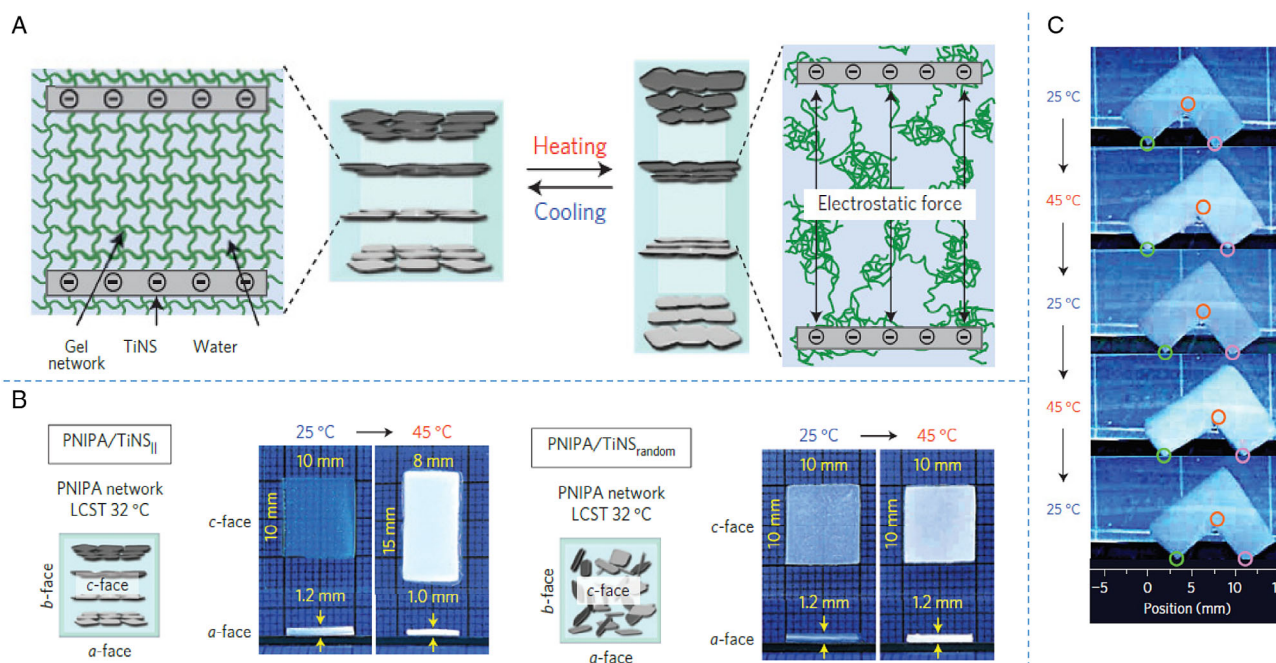 A
Heating
Cooling
Electrostatic force
Gel
network
TiNS
Water
B
PNIPA/TiNS||
PNIPA network
LCST 32 °C
b-face
c-face
a-face
25 °C
45 °C
10 mm
8 mm
c-face
10 mm
15 mm
1.2 mm
1.0 mm
a-face
PNIPA/TiNSrandom
PNIPA network
LCST 32 °C
b-face
c-face
a-face
25 °C
45 °C
10 mm
10 mm
c-face
10 mm
10 mm
1.2 mm
1.2 mm
a-face
C
25 °C
45 °C
25 °C
45 °C
25 °C
−5 0 5 10 15
Position (mm)